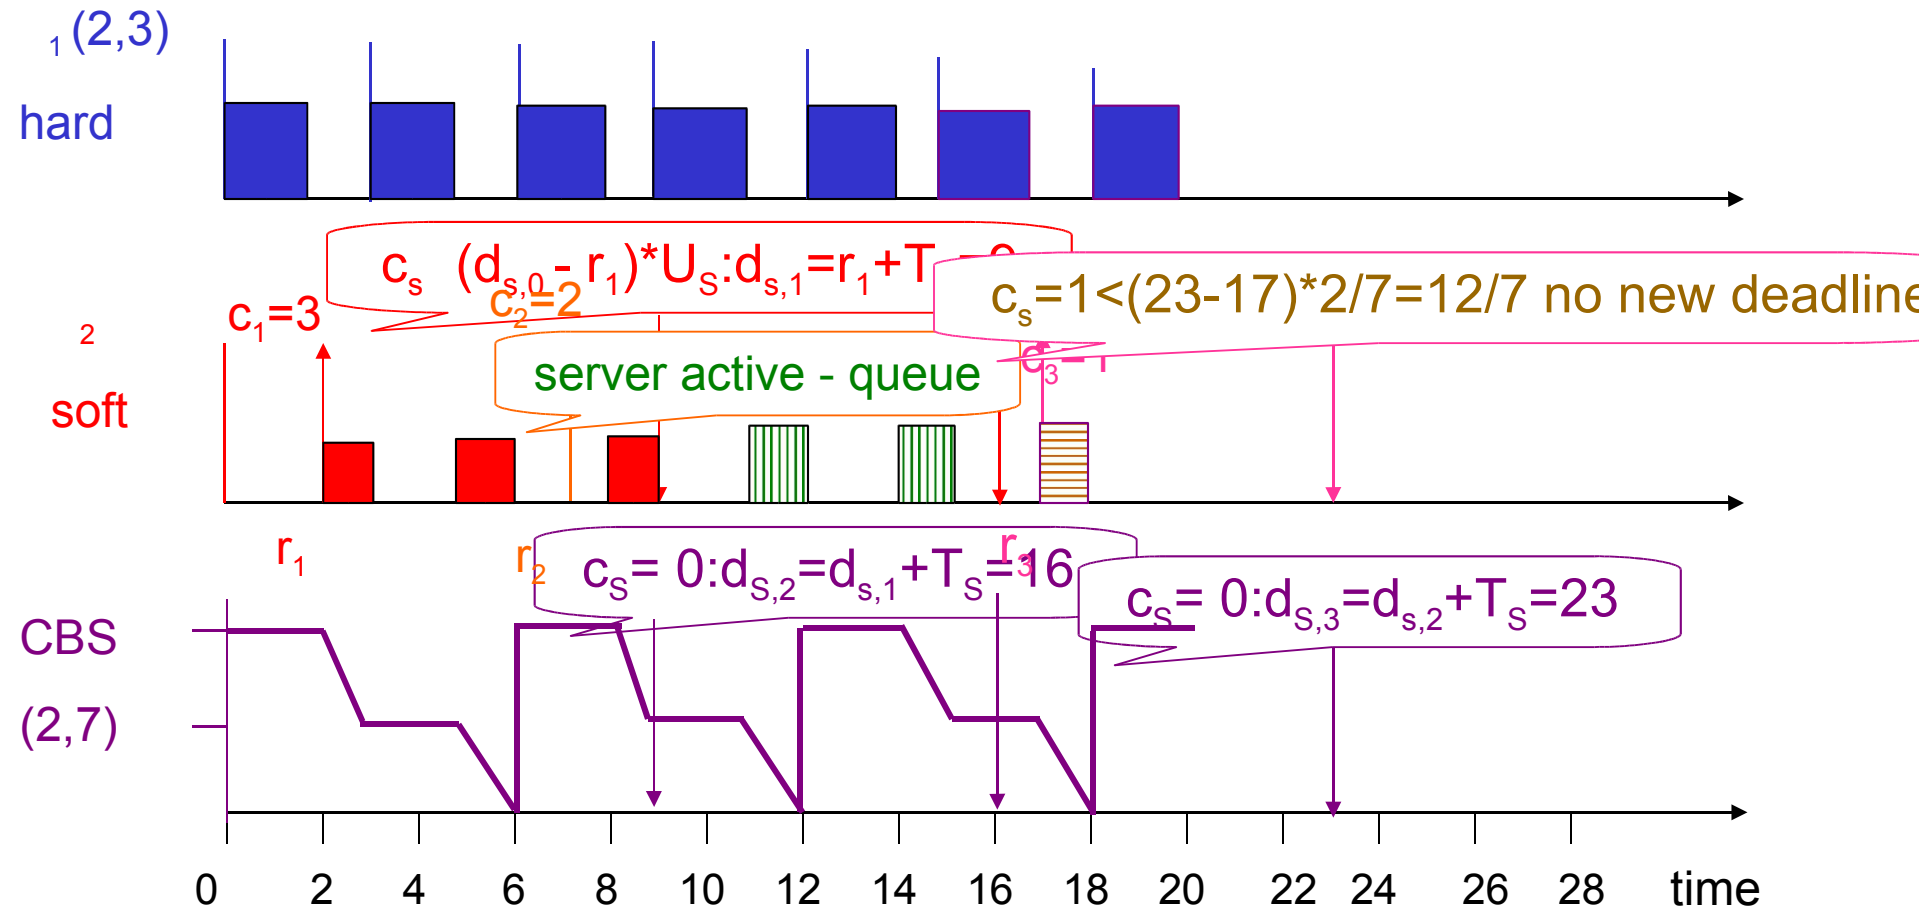 1 (2,3)
hard
cs (ds,0 - r1)*US:ds,1=r1+T
cs=1<(23-17)*2/7=12/7 no new deadline
c1=3
c2=2
2
server active - queue
soft
r1
r2
r3
cS= 0:dS,2=ds,1+TS=16
cS= 0:dS,3=ds,2+TS=23
CBS
(2,7)
0 2 4 6 8 10 12 14 16 18 20 22 24 26 28 time